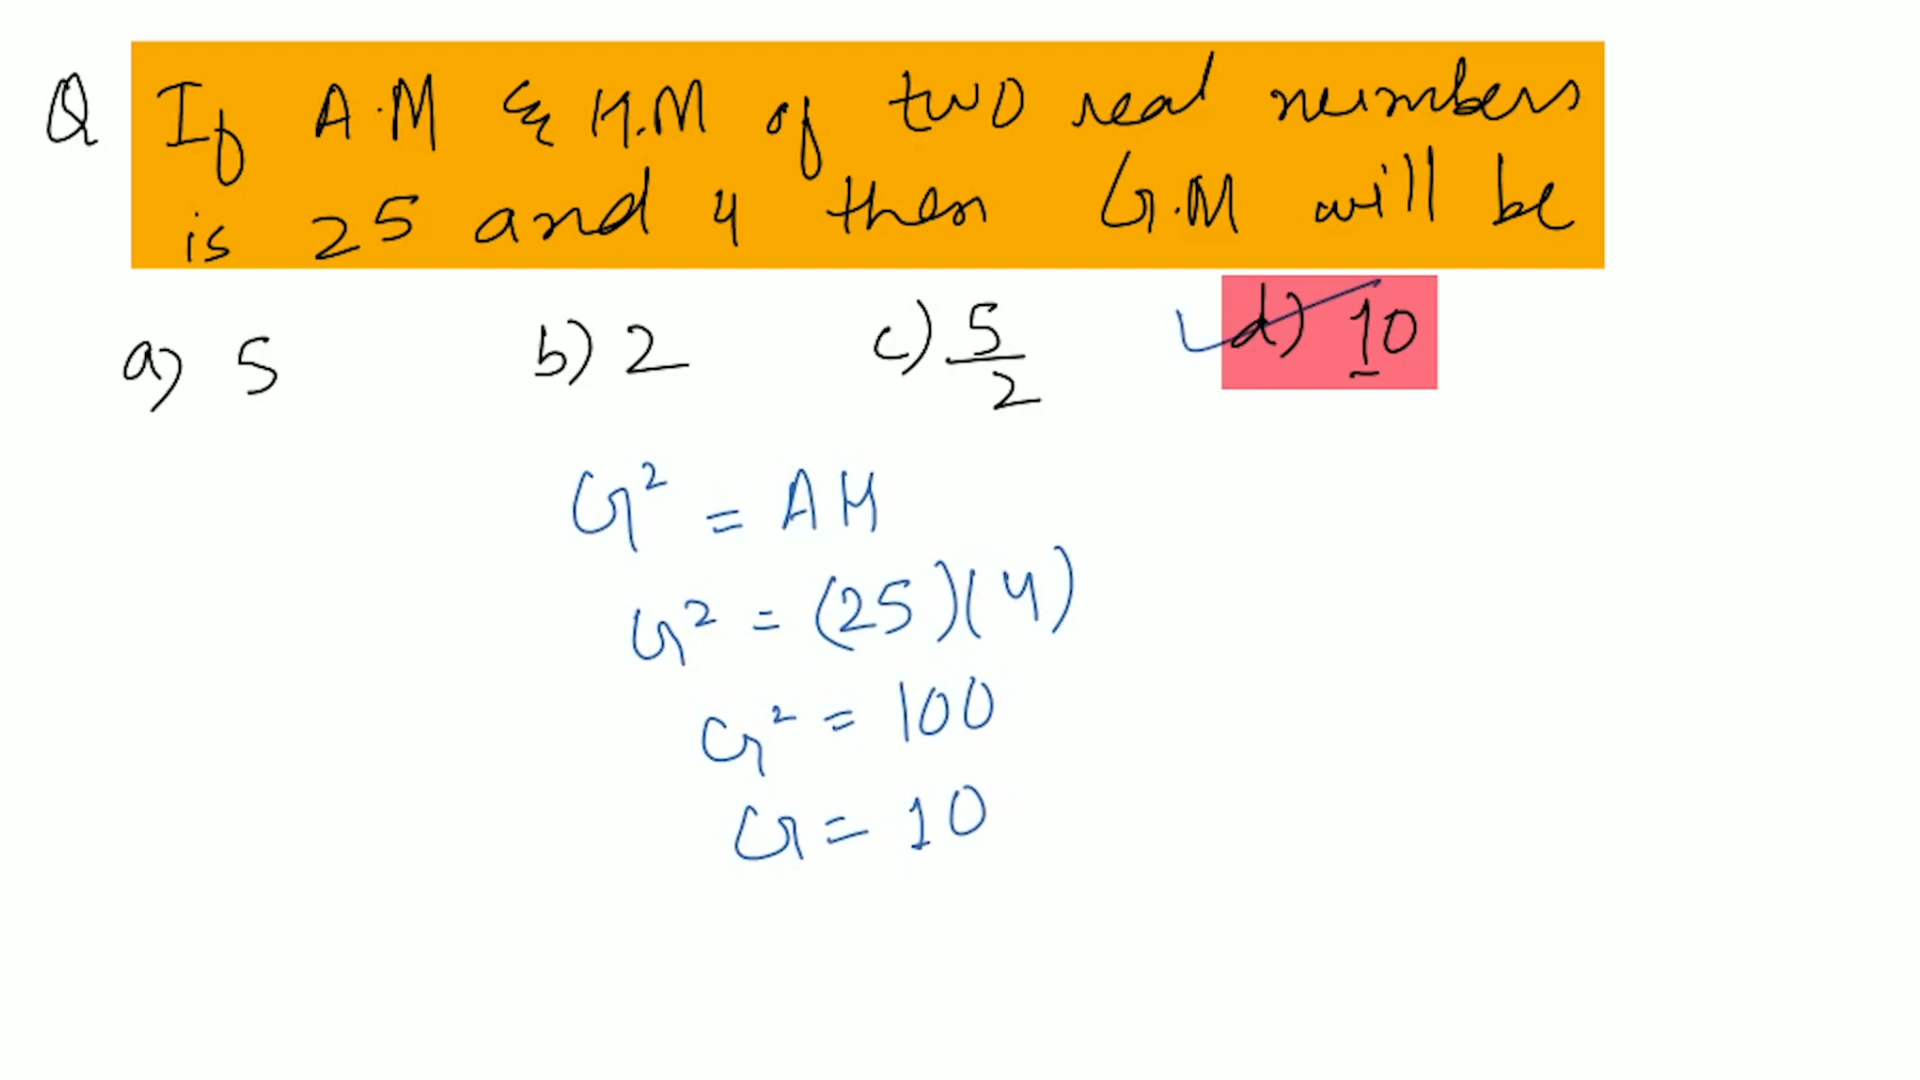 Q If A.M & H.M of two real numbers
is 25 and 4 then G.M will be
a) 5 b) 2 c) 5/2 d) 10
G² = AH
G² = (25)(4)
G² = 100
G = 10